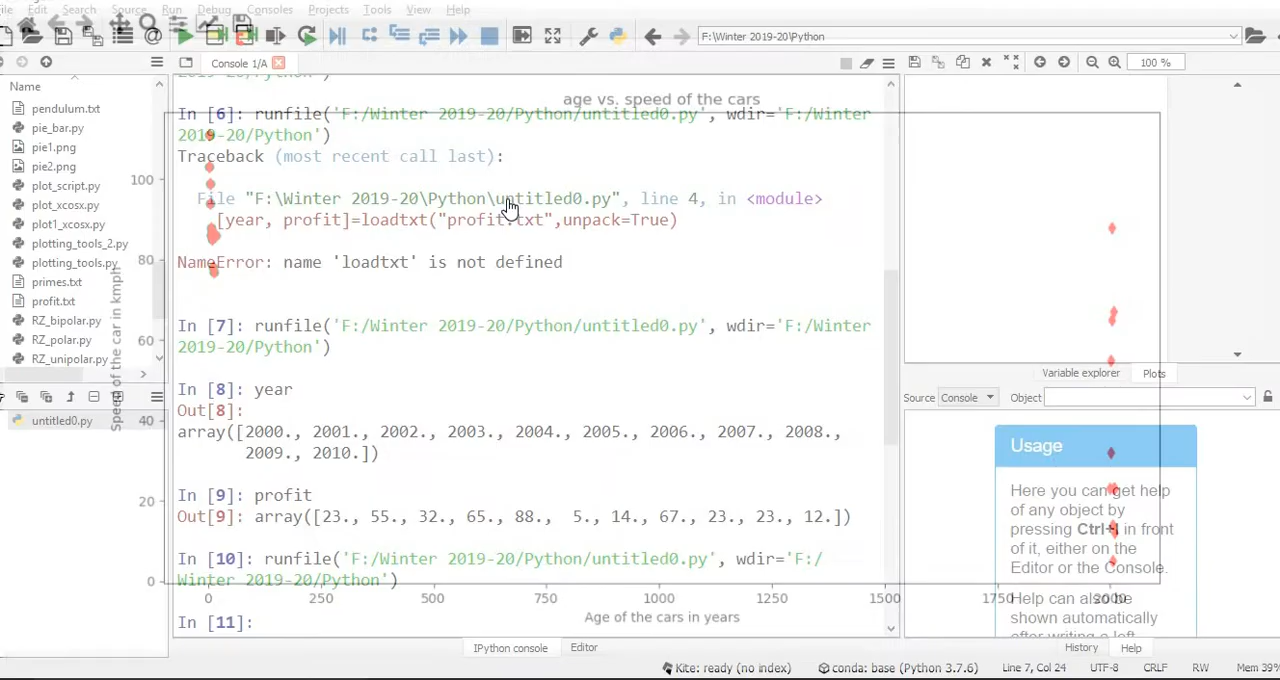 File Edit Search Source Run Debug Consoles Projects Tools View Help
F:\Winter 2019-20\Python
Console 1/A
100 %
Name
pendulum.txt
pie_bar.py
pie1.png
pie2.png
plot_script.py
plot_xcosx.py
plot1_xcosx.py
plotting_tools_2.py
plotting_tools.py
primes.txt
profit.txt
RZ_bipolar.py
RZ_polar.py
RZ_unipolar.py
untitled0.py
age vs. speed of the cars
In [6]: runfile('F:/Winter 2019-20/Python/untitled0.py', wdir='F:/Winter
2019-20/Python')
Traceback (most recent call last):
File "F:\Winter 2019-20\Python\untitled0.py", line 4, in <module>
[year, profit]=loadtxt("profit.txt",unpack=True)
NameError: name 'loadtxt' is not defined
In [7]: runfile('F:/Winter 2019-20/Python/untitled0.py', wdir='F:/Winter
2019-20/Python')
In [8]: year
Out[8]:
array([2000., 2001., 2002., 2003., 2004., 2005., 2006., 2007., 2008.,
2009., 2010.])
In [9]: profit
Out[9]: array([23., 55., 32., 65., 88., 5., 14., 67., 23., 23., 12.])
In [10]: runfile('F:/Winter 2019-20/Python/untitled0.py', wdir='F:/
Winter 2019-20/Python')
In [11]:
Speed of the car in kmph
100
80
60
40
20
0
0 250 500 750 1000 1250 1500 1750 2000
Age of the cars in years
IPython console Editor
Variable explorer Plots
Source Console Object
Usage
Here you can get help
of any object by
pressing Ctrl+I in front
of it, either on the
Editor or the Console.
Help can also be
shown automatically
after writing a left
History Help
Kite: ready (no index) conda: base (Python 3.7.6) Line 7, Col 24 UTF-8 CRLF RW Mem 39%